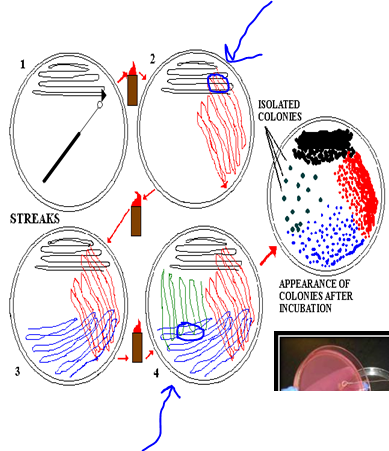 1
2
ISOLATED
COLONIES
STREAKS
3
4
APPEARANCE OF
COLONIES AFTER
INCUBATION